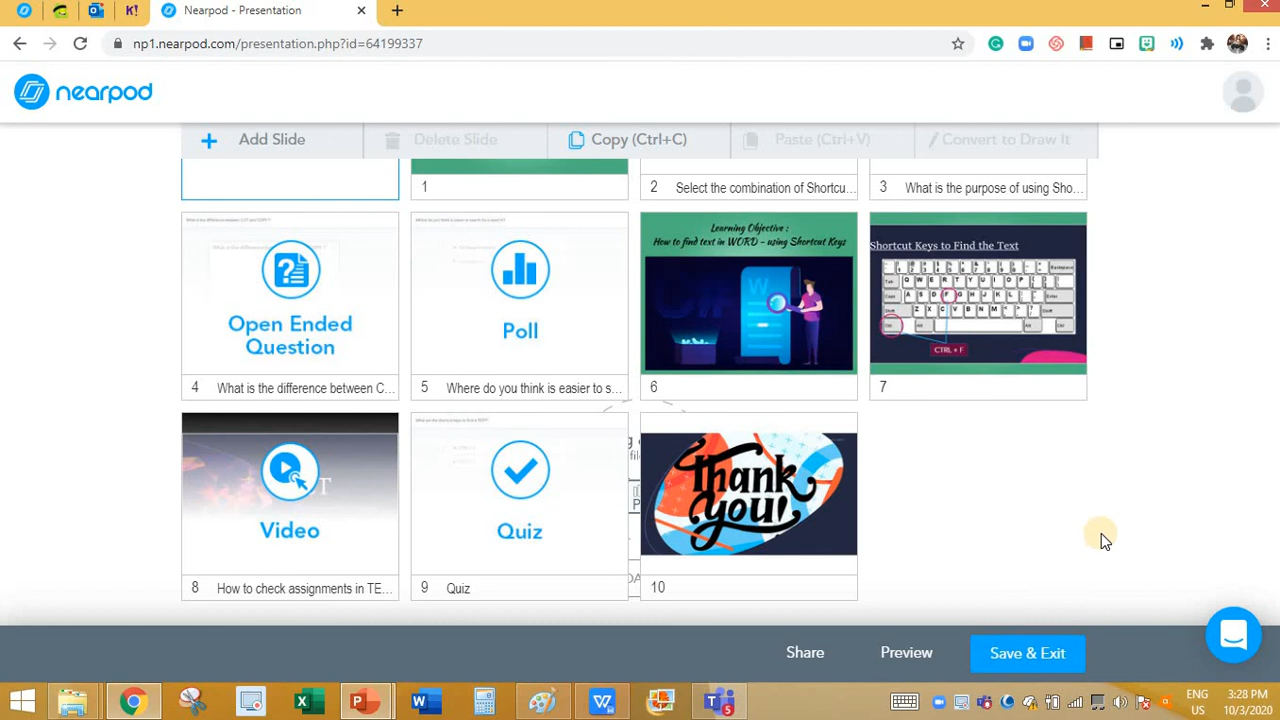 Nearpod - Presentation
K!
np1.nearpod.com/presentation.php?id=64199337
nearpod
Add Slide
Delete Slide
Copy (Ctrl+C)
Paste (Ctrl+V)
Convert to Draw It
1
2 Select the combination of Shortcu...
3 What is the purpose of using Sho...
Open Ended
Question
Poll
Learning Objective :
How to find text in WORD - using Shortcut Keys
W
Shortcut Keys to Find the Text
CTRL + F
4 What is the difference between C...
5 Where do you think is easier to s...
6
7
Video
Quiz
thank
you!
8 How to check assignments in TE...
9 Quiz
10
Share
Preview
Save & Exit
ENG
US
3:28 PM
10/3/2020